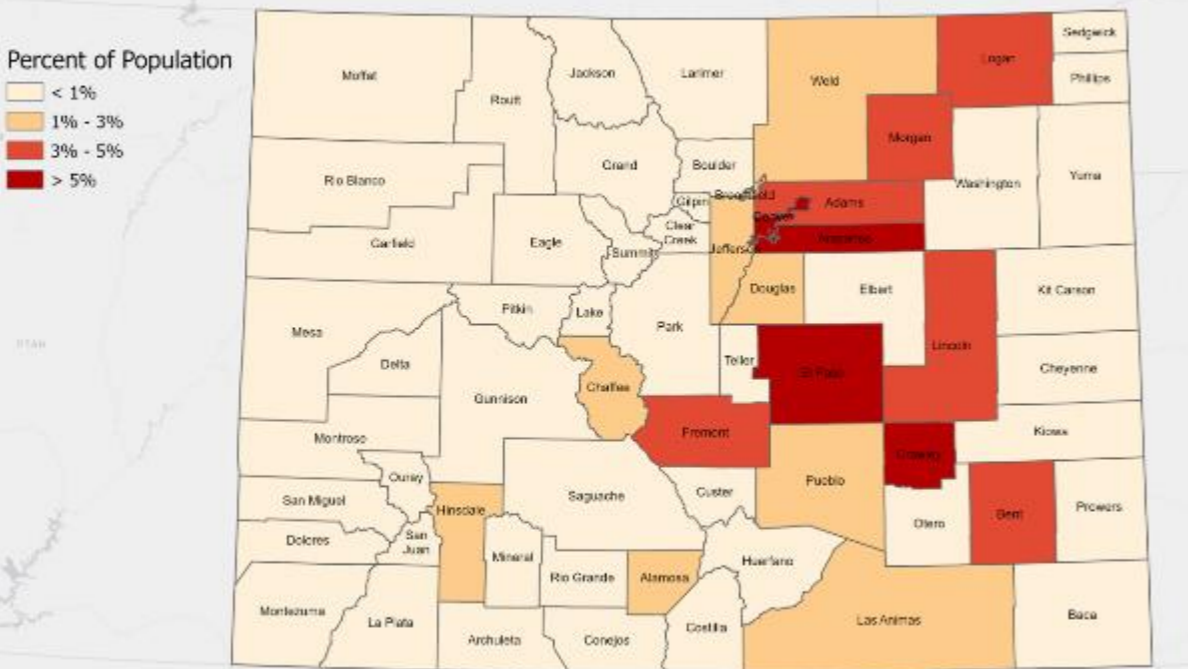 Percent of Population
< 1%
1% - 3%
3% - 5%
> 5%
Moffat
Routt
Jackson
Larimer
Weld
Logan
Sedgwick
Phillips
Morgan
Rio Blanco
Grand
Boulder
Washington
Yuma
Broomfield
Gilpin
Adams
Denver
Clear
Creek
Garfield
Eagle
Summit
Jefferson
Arapahoe
Pitkin
Lake
Park
Douglas
Elbert
Kit Carson
Mesa
Delta
Teller
Lincoln
Cheyenne
UTAH
Chaffee
El Paso
Gunnison
Montrose
Fremont
Kiowa
Crowley
Ouray
San Miguel
Hinsdale
Saguache
Custer
Pueblo
Otero
Bent
Prowers
Dolores
San
Juan
Mineral
Rio Grande
Alamosa
Huerfano
Montezuma
La Plata
Archuleta
Conejos
Costilla
Las Animas
Baca